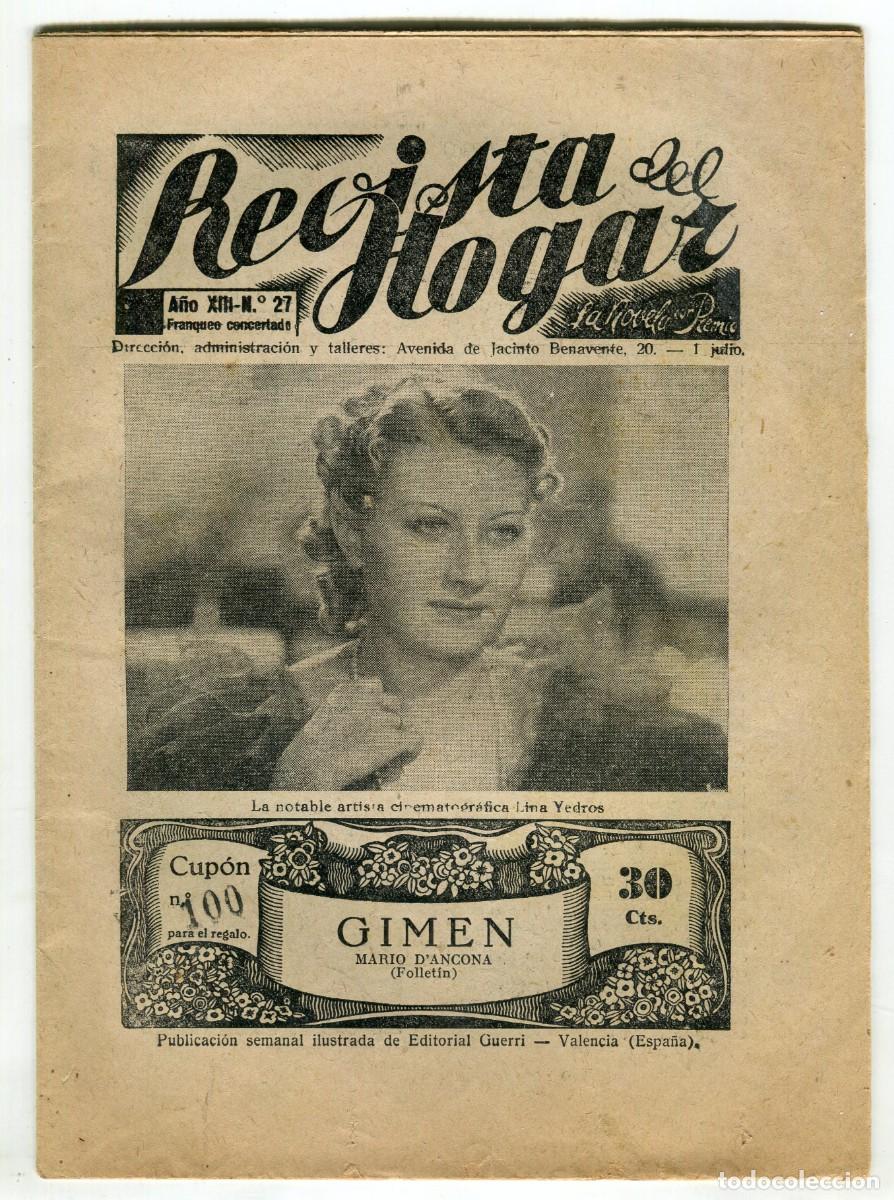 Revista del
Hogar
Año XIII-N.º 27
Franqueo concertado
La Novela con Premio
Dirección, administración y talleres: Avenida de Jacinto Benavente, 20. — 1 julio.
La notable artista cinematográfica Lina Yedros
Cupón
n.º 100
para el regalo.
GIMEN
MARIO D'ANCONA
(Folletín)
30
Cts.
Publicación semanal ilustrada de Editorial Guerri — Valencia (España).
todocoleccion